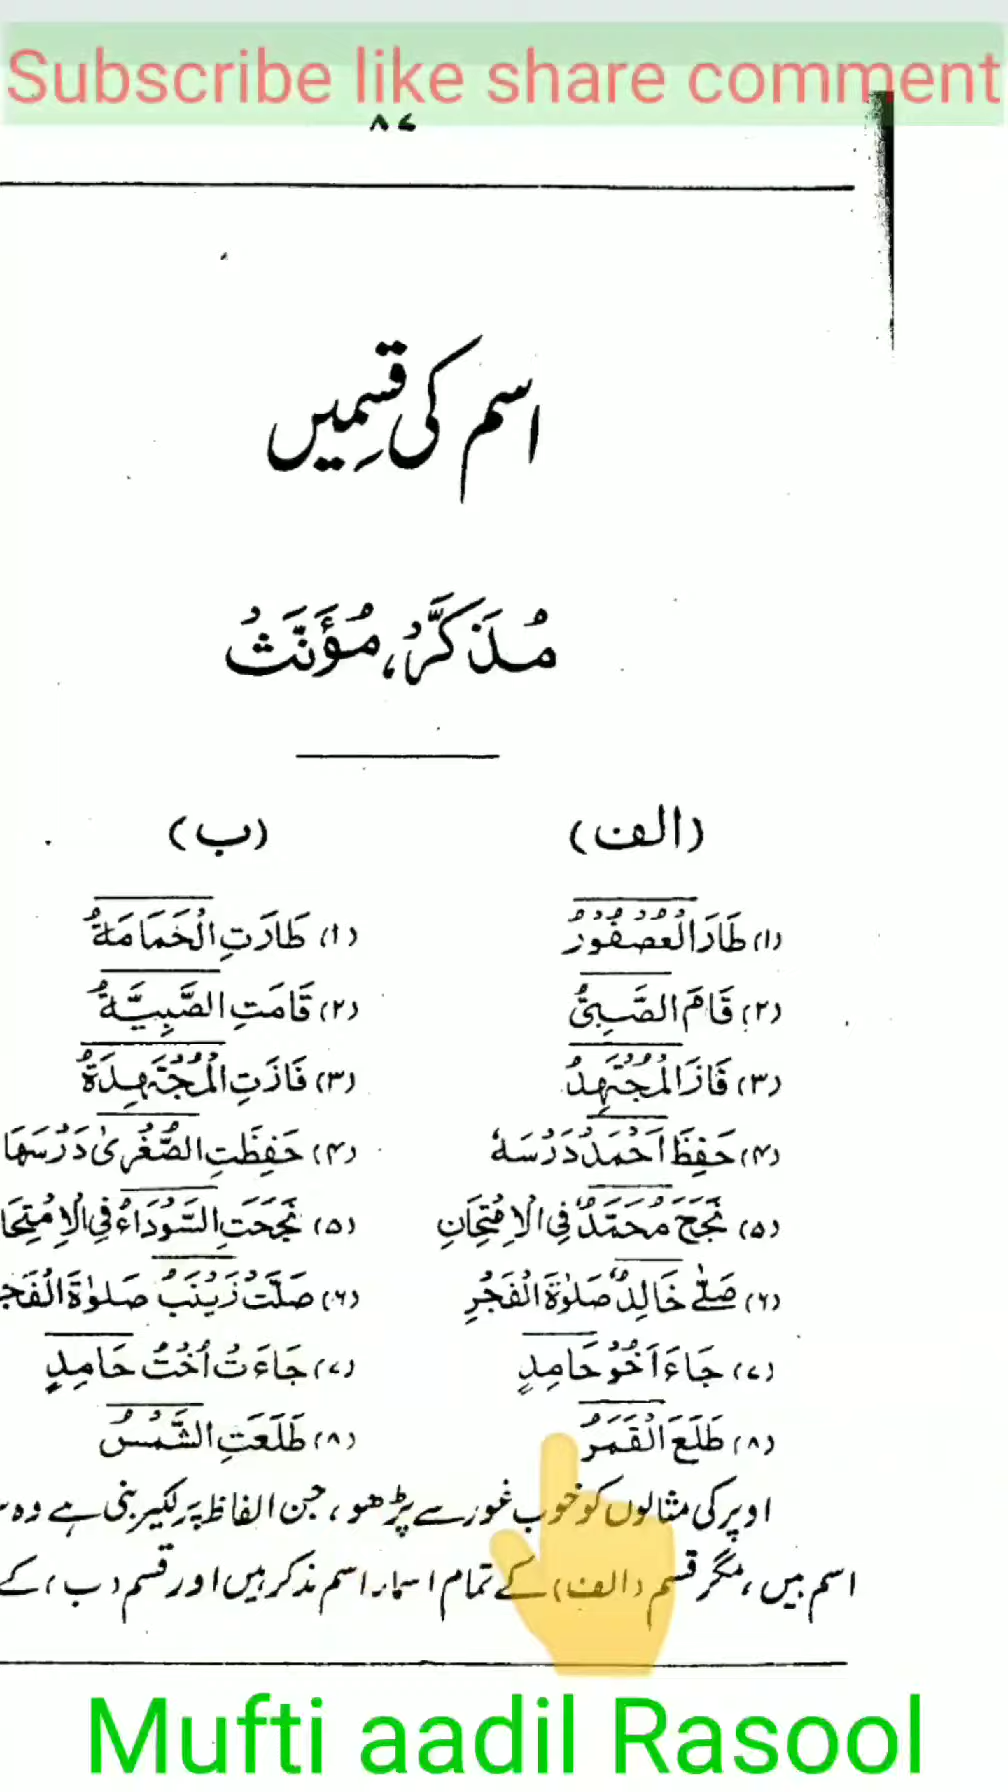 Subscribe like share comment
۸۷
اسم کی قسمیں
مُذَکَّرُ، مُؤَنَّثُ
(الف) (ب)
(۱) طَارَ الْعُصْفُوْرُ (۱) طَارَتِ الْحَمَامَةُ
(۲) قَامَ الصَّبِيُّ (۲) قَامَتِ الصَّبِيَّةُ
(۳) فَازَ الْمُجْتَهِدُ (۳) فَازَتِ الْمُجْتَهِدَةُ
(۴) حَفِظَ اَحْمَدُ دَرْسَهٗ (۴) حَفِظَتِ الصُّغْرىٰ دَرْسَهَا
(۵) نَجَحَ مُحَمَّدٌ فِي الْاِمْتِحَانِ (۵) نَجَحَتِ السَّوْدَاءُ فِي الْاِمْتِحَا
(۶) صَلّٰى خَالِدٌ صَلٰوةَ الْفَجْرِ (۶) صَلَّتْ زَيْنَبُ صَلٰوةَ الْفَجْ
(۷) جَاءَ اَخُوْ حَامِدٍ (۷) جَاءَتْ اُخْتُ حَامِدٍ
(۸) طَلَعَ الْقَمَرُ (۸) طَلَعَتِ الشَّمْسُ
اوپر کی مثالوں کو خوب غور سے پڑھو، جن الفاظ پر لکیر بنی ہے وہ
اسم ہیں، مگر قسم (الف) کے تمام اسماء اسم مذکر ہیں اور قسم (ب) کے
Mufti aadil Rasool